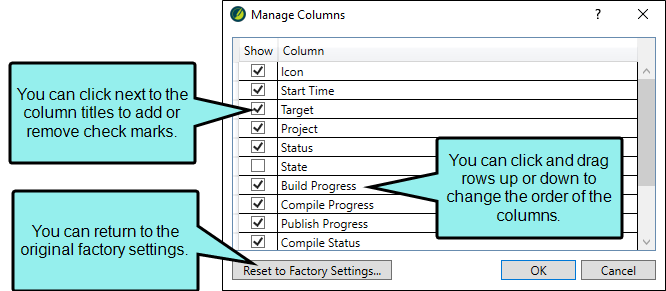 Manage Columns
?
Show Column
Icon
Start Time
Target
Project
Status
State
Build Progress
Compile Progress
Publish Progress
Compile Status
Reset to Factory Settings...
OK
Cancel
You can click next to the
column titles to add or
remove check marks.
You can click and drag
rows up or down to
change the order of the
columns.
You can return to the
original factory settings.